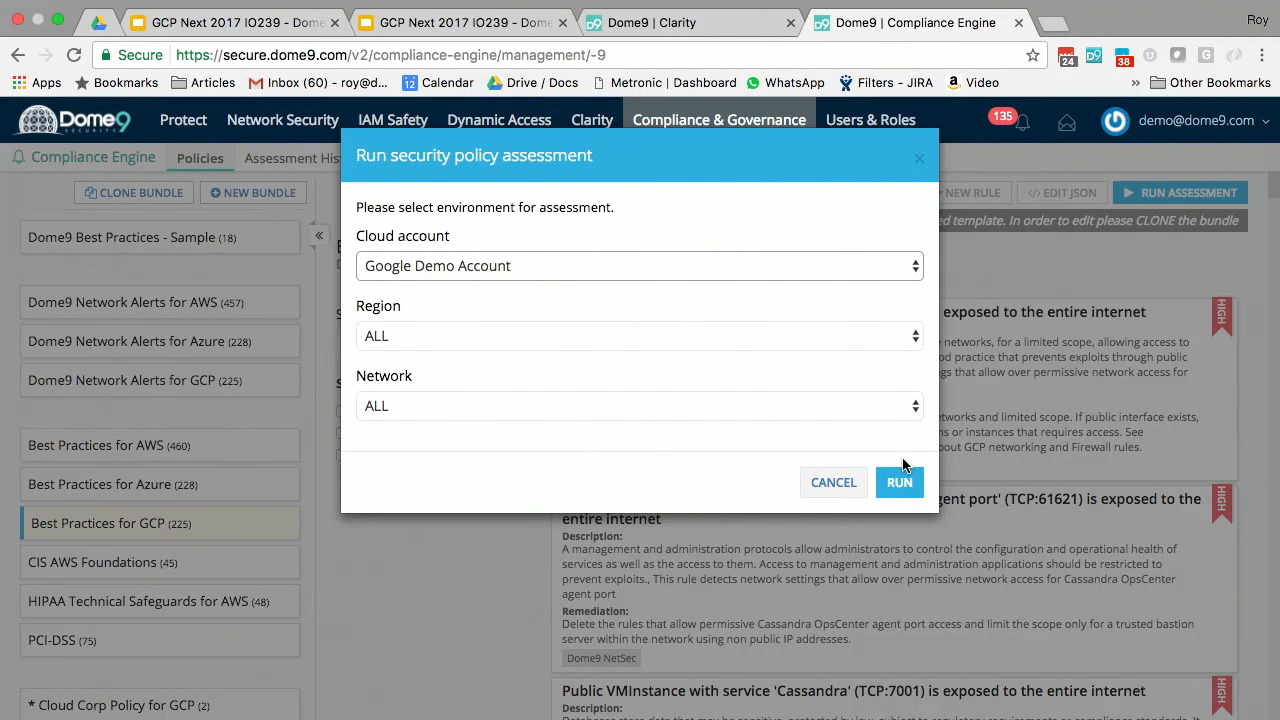 GCP Next 2017 IO239 - Dome
GCP Next 2017 IO239 - Dome
Dome9 | Clarity
Dome9 | Compliance Engine
Roy
Secure
https://secure.dome9.com/v2/compliance-engine/management/-9
24
D9
38
Apps
Bookmarks
Articles
Inbox (60) - roy@d...
12
Calendar
Drive / Docs
Metronic | Dashboard
WhatsApp
Filters - JIRA
Video
»
Other Bookmarks
Dome9
SECURITY
Protect
Network Security
IAM Safety
Dynamic Access
Clarity
Compliance & Governance
Users & Roles
135
demo@dome9.com
Compliance Engine
Policies
Assessment His
CLONE BUNDLE
NEW BUNDLE
NEW RULE
</> EDIT JSON
RUN ASSESSMENT
ed template. In order to edit please CLONE the bundle
Dome9 Best Practices - Sample (18)
Dome9 Network Alerts for AWS (457)
Dome9 Network Alerts for Azure (228)
Dome9 Network Alerts for GCP (225)
Best Practices for AWS (460)
Best Practices for Azure (228)
Best Practices for GCP (225)
CIS AWS Foundations (45)
HIPAA Technical Safeguards for AWS (48)
PCI-DSS (75)
* Cloud Corp Policy for GCP (2)
«
Run security policy assessment
×
Please select environment for assessment.
Cloud account
Google Demo Account
Region
ALL
Network
ALL
CANCEL
RUN
exposed to the entire internet
HIGH
networks, for a limited scope, allowing access to
od practice that prevents exploits through public
ngs that allow over permissive network access for
etworks and limited scope. If public interface exists,
ns or instances that requires access. See
bout GCP networking and Firewall rules.
gent port' (TCP:61621) is exposed to the
entire internet
HIGH
Description:
A management and administration protocols allow administrators to control the configuration and operational health of
services as well as the access to them. Access to management and administration applications should be restricted to
prevent exploits., This rule detects network settings that allow over permissive network access for Cassandra OpsCenter
agent port
Remediation:
Delete the rules that allow permissive Cassandra OpsCenter agent port access and limit the scope only for a trusted bastion
server within the network using non public IP addresses.
Dome9 NetSec
Public VMInstance with service 'Cassandra' (TCP:7001) is exposed to the entire internet
HIGH
Description: